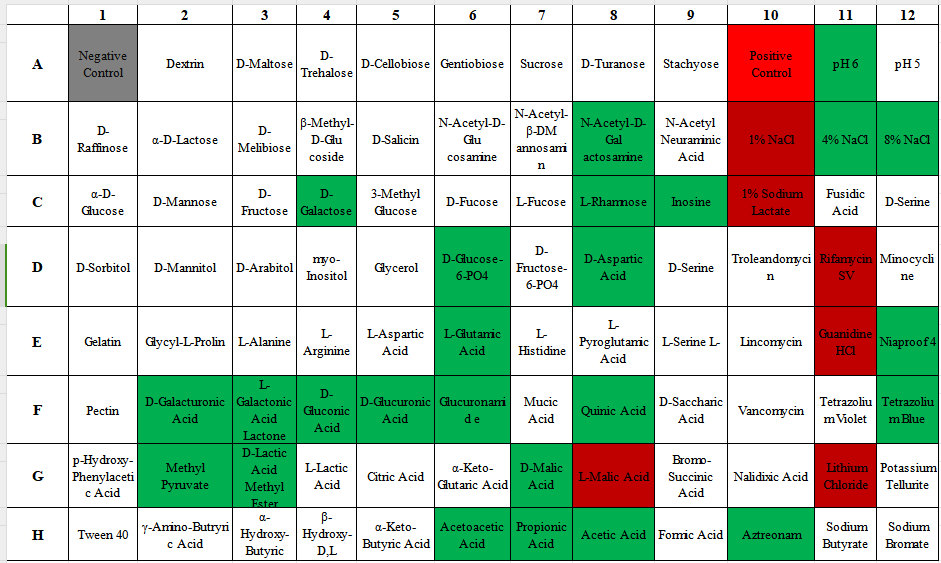 1 2 3 4 5 6 7 8 9 10 11 12
A
Negative
Control
Dextrin
D-Maltose
D-
Trehalose
D-Cellobiose
Gentiobiose
Sucrose
D-Turanose
Stachyose
Positive
Control
pH 6
pH 5
B
D-
Raffinose
α-D-Lactose
D-
Melibiose
β-Methyl-
D-Glu
coside
D-Salicin
N-Acetyl-D-
Glu
cosamine
N-Acetyl-
β-DM
annosami
n
N-Acetyl-D-
Gal
actosamine
N-Acetyl
Neuraminic
Acid
1% NaCl
4% NaCl
8% NaCl
C
α-D-
Glucose
D-Mannose
D-
Fructose
D-
Galactose
3-Methyl
Glucose
D-Fucose
L-Fucose
L-Rhamnose
Inosine
1% Sodium
Lactate
Fusidic
Acid
D-Serine
D
D-Sorbitol
D-Mannitol
D-Arabitol
myo-
Inositol
Glycerol
D-Glucose-
6-PO4
D-
Fructose-
6-PO4
D-Aspartic
Acid
D-Serine
Troleandomyci
n
Rifamycin
SV
Minocycl
ine
E
Gelatin
Glycyl-L-Prolin
L-Alanine
L-
Arginine
L-Aspartic
Acid
L-Glutamic
Acid
L-
Histidine
L-
Pyroglutamic
Acid
L-Serine L-
Lincomycin
Guanidine
HCl
Niaproof 4
F
Pectin
D-Galacturonic
Acid
L-
Galactonic
Acid
Lactone
D-
Gluconic
Acid
D-Glucuronic
Acid
Glucuronami
d e
Mucic
Acid
Quinic Acid
D-Saccharic
Acid
Vancomycin
Tetrazoliu
m Violet
Tetrazoliu
m Blue
G
p-Hydroxy-
Phenylaceti
c Acid
Methyl
Pyruvate
D-Lactic
Acid
Methyl
Ester
L-Lactic
Acid
Citric Acid
α-Keto-
Glutaric Acid
D-Malic
Acid
L-Malic Acid
Bromo-
Succinic
Acid
Nalidixic Acid
Lithium
Chloride
Potassium
Tellurite
H
Tween 40
γ-Amino-Butryri
c Acid
α-
Hydroxy-
Butyric
β-
Hydroxy-
D,L
α-Keto-
Butyric Acid
Acetoacetic
Acid
Propionic
Acid
Acetic Acid
Formic Acid
Aztreonam
Sodium
Butyrate
Sodium
Bromate